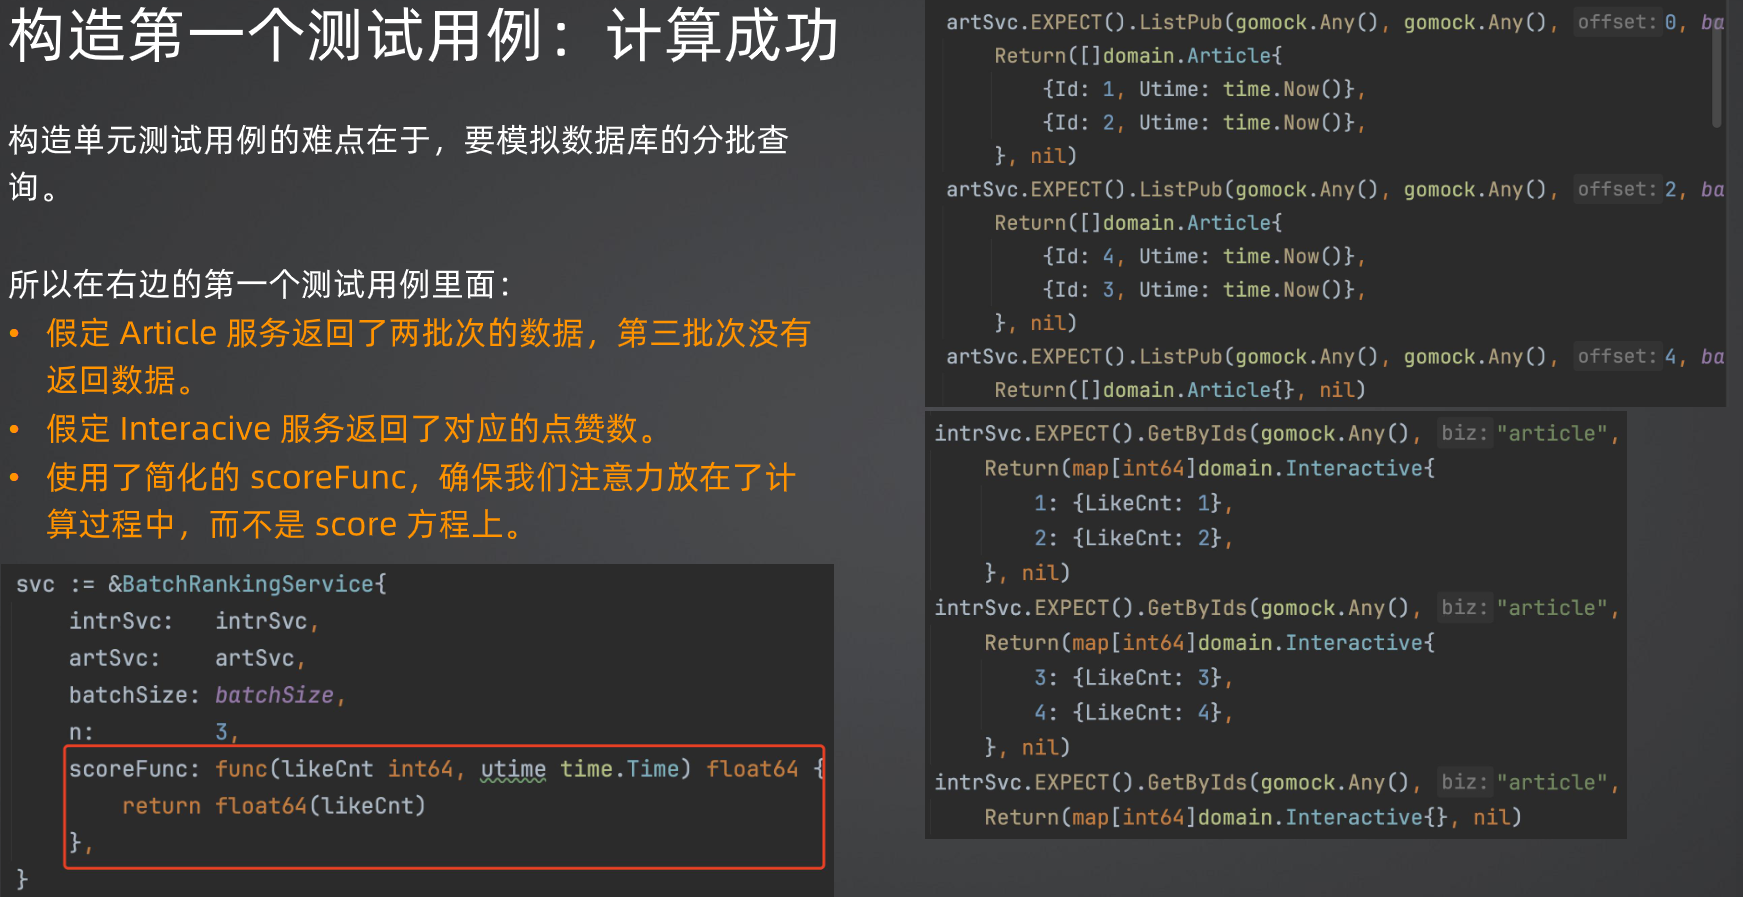 构造第一个测试用例：计算成功
构造单元测试用例的难点在于，要模拟数据库的分批查
询。
所以在右边的第一个测试用例里面：
• 假定 Article 服务返回了两批次的数据，第三批次没有
返回数据。
• 假定 Interacive 服务返回了对应的点赞数。
• 使用了简化的 scoreFunc，确保我们注意力放在了计
算过程中，而不是 score 方程上。
svc := &BatchRankingService{
intrSvc: intrSvc,
artSvc: artSvc,
batchSize: batchSize,
n: 3,
scoreFunc: func(likeCnt int64, utime time.Time) float64 {
return float64(likeCnt)
},
}
artSvc.EXPECT().ListPub(gomock.Any(), gomock.Any(), offset: 0, ba
Return([]domain.Article{
{Id: 1, Utime: time.Now()},
{Id: 2, Utime: time.Now()},
}, nil)
artSvc.EXPECT().ListPub(gomock.Any(), gomock.Any(), offset: 2, ba
Return([]domain.Article{
{Id: 4, Utime: time.Now()},
{Id: 3, Utime: time.Now()},
}, nil)
artSvc.EXPECT().ListPub(gomock.Any(), gomock.Any(), offset: 4, ba
Return([]domain.Article{}, nil)
intrSvc.EXPECT().GetByIds(gomock.Any(), biz: "article",
Return(map[int64]domain.Interactive{
1: {LikeCnt: 1},
2: {LikeCnt: 2},
}, nil)
intrSvc.EXPECT().GetByIds(gomock.Any(), biz: "article",
Return(map[int64]domain.Interactive{
3: {LikeCnt: 3},
4: {LikeCnt: 4},
}, nil)
intrSvc.EXPECT().GetByIds(gomock.Any(), biz: "article",
Return(map[int64]domain.Interactive{}, nil)